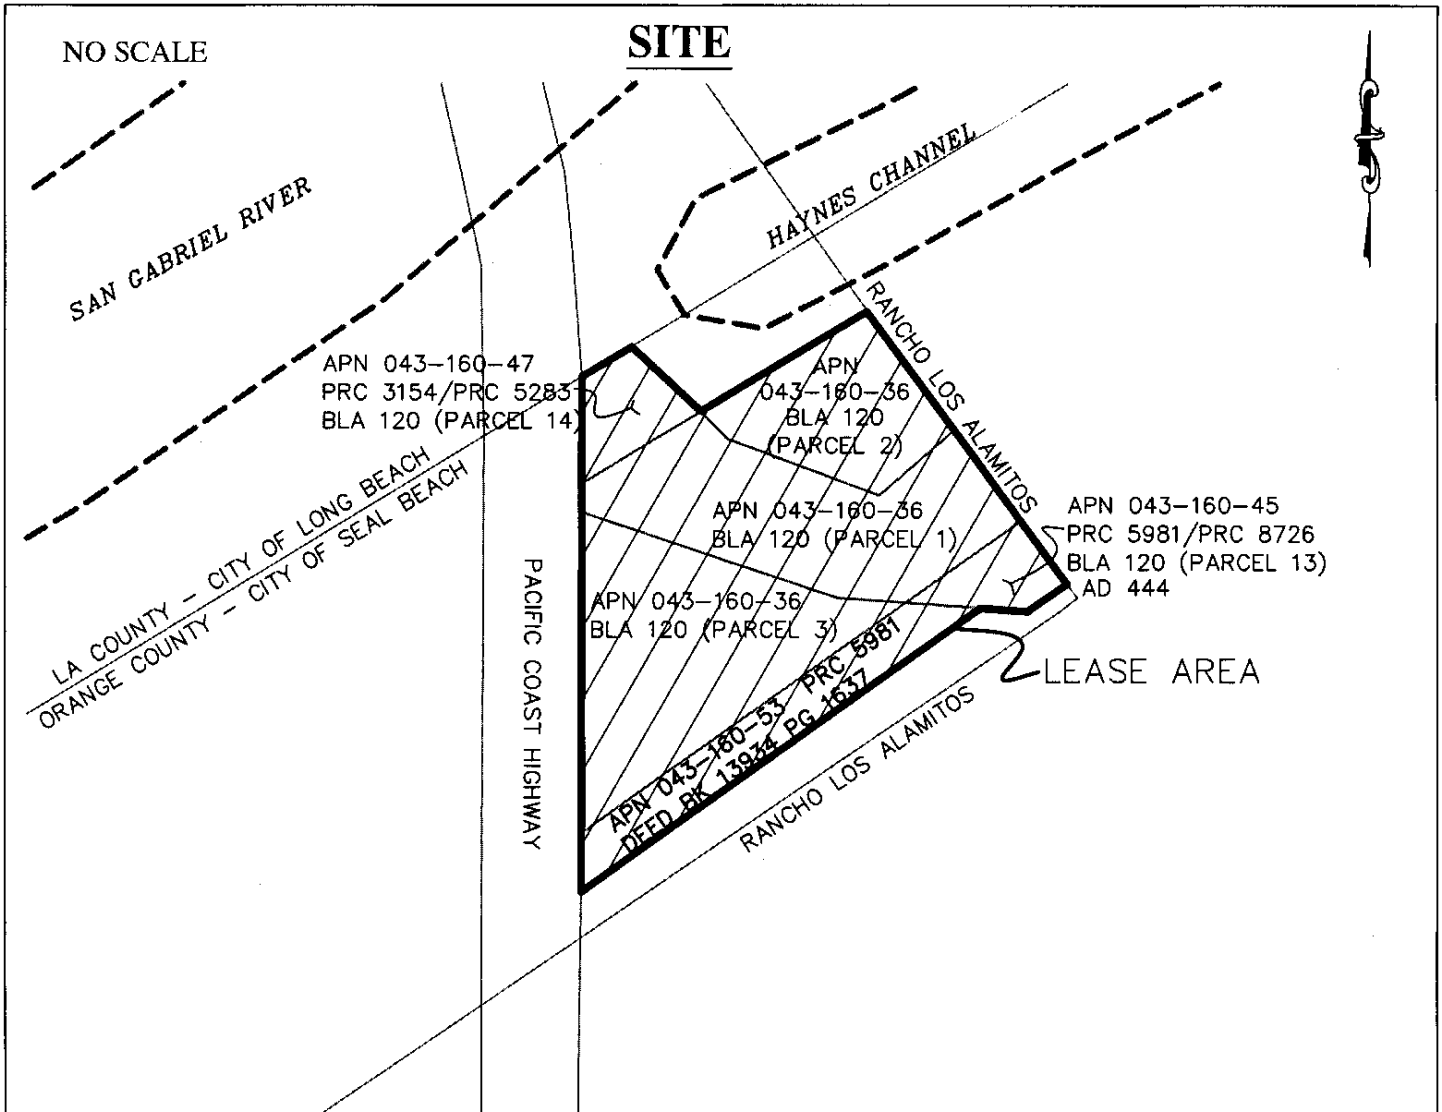 NO SCALE
SITE
SAN GABRIEL RIVER
HAYNES CHANNEL
RANCHO LOS ALAMITOS
APN 043-160-47
PRC 3154/PRC 5283
BLA 120 (PARCEL 14)
APN
043-160-36
BLA 120
(PARCEL 2)
LA COUNTY - CITY OF LONG BEACH
ORANGE COUNTY - CITY OF SEAL BEACH
APN 043-160-36
BLA 120 (PARCEL 1)
APN 043-160-45
PRC 5981/PRC 8726
BLA 120 (PARCEL 13)
AD 444
PACIFIC COAST HIGHWAY
APN 043-160-36
BLA 120 (PARCEL 3)
APN 043-160-53 PRC 5981
DEED BK 13934 PG 1637
LEASE AREA
RANCHO LOS ALAMITOS